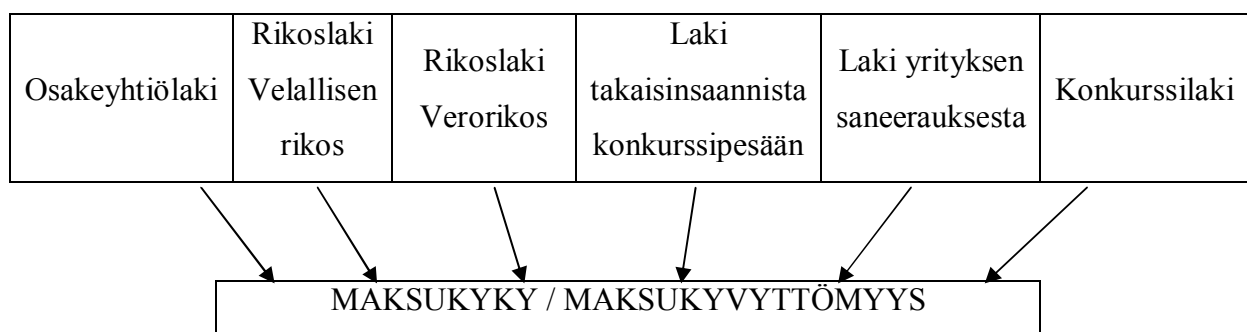 Osakeyhtiölaki
Rikoslaki
Velallisen
rikos
Rikoslaki
Verorikos
Laki
takaisinsaannista
konkurssipesään
Laki yrityksen
saneerauksesta
Konkurssilaki
MAKSUKYKY / MAKSUKYVYTTÖMYYS